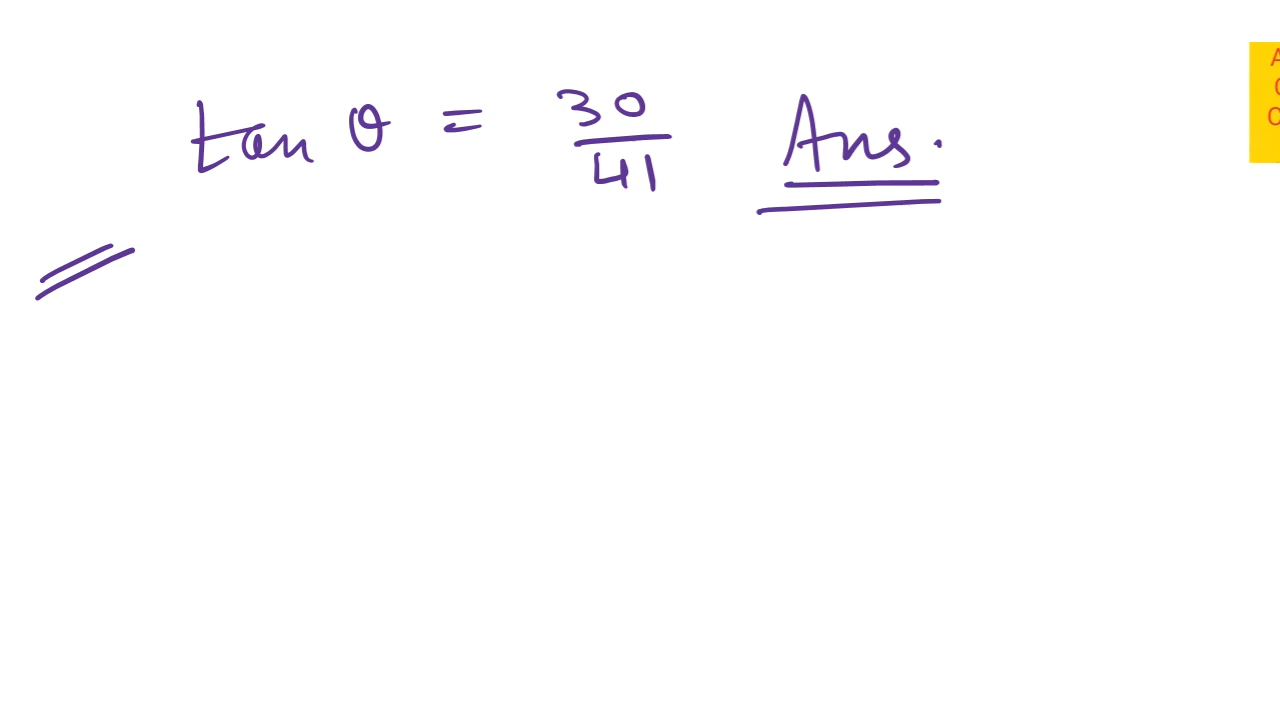 tan θ = 30/41 Ans.